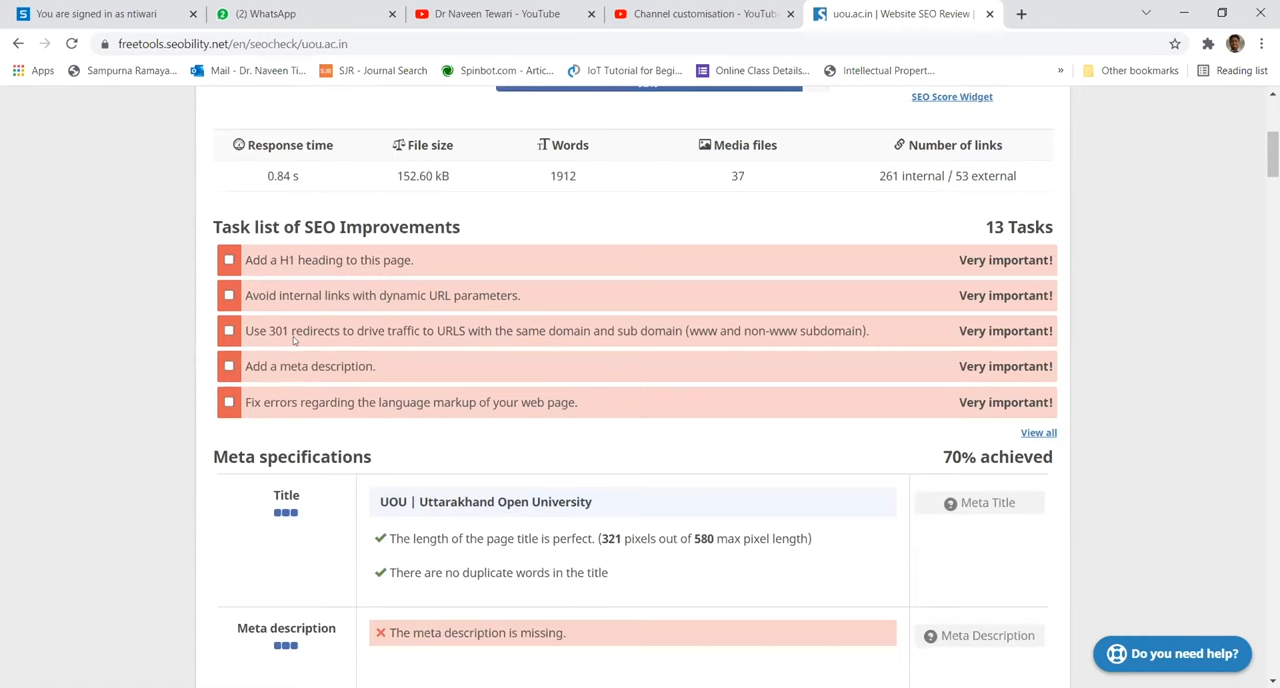 You are signed in as ntiwari
(2) WhatsApp
Dr Naveen Tewari - YouTube
Channel customisation - YouTub
uou.ac.in | Website SEO Review |
freetools.seobility.net/en/seocheck/uou.ac.in
Apps
Sampurna Ramaya...
Mail - Dr. Naveen Ti...
SJR - Journal Search
Spinbot.com - Artic...
IoT Tutorial for Begi...
Online Class Details...
Intellectual Propert...
»
Other bookmarks
Reading list
SEO Score Widget
Response time File size Words Media files Number of links
0.84 s 152.60 kB 1912 37 261 internal / 53 external
Task list of SEO Improvements 13 Tasks
Add a H1 heading to this page. Very important!
Avoid internal links with dynamic URL parameters. Very important!
Use 301 redirects to drive traffic to URLS with the same domain and sub domain (www and non-www subdomain). Very important!
Add a meta description. Very important!
Fix errors regarding the language markup of your web page. Very important!
View all
Meta specifications 70% achieved
Title
UOU | Uttarakhand Open University
Meta Title
The length of the page title is perfect. (321 pixels out of 580 max pixel length)
There are no duplicate words in the title
Meta description
The meta description is missing.
Meta Description
Do you need help?